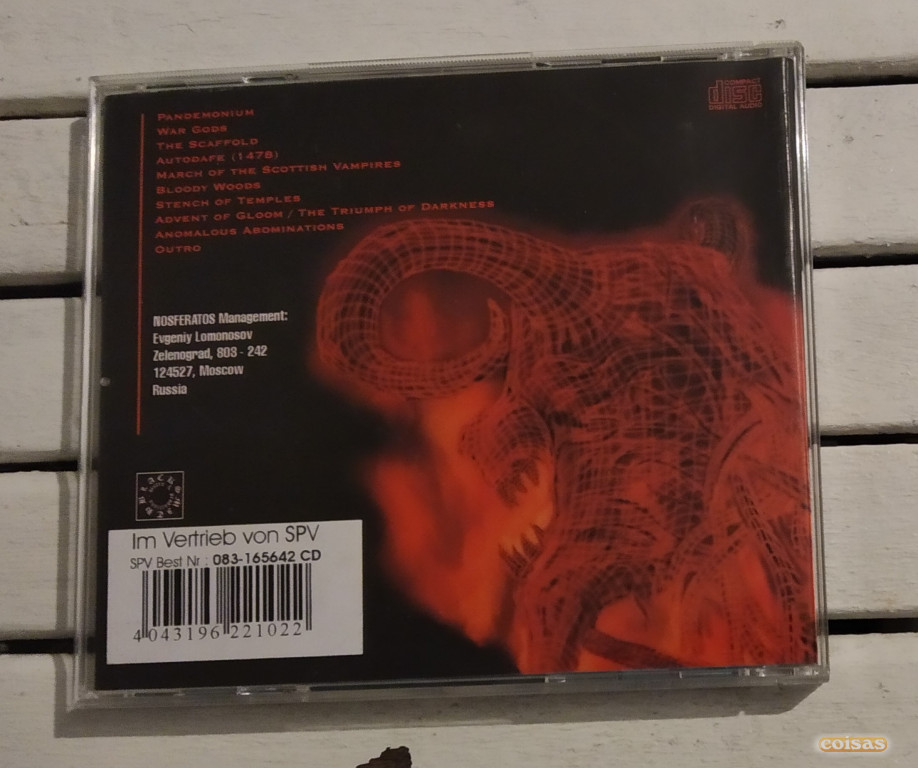 COMPACT
disc
DIGITAL AUDIO
PANDEMONIUM
WAR GODS
THE SCAFFOLD
AUTODAFE (1478)
MARCH OF THE SCOTTISH VAMPIRES
BLOODY WOODS
STENCH OF TEMPLES
ADVENT OF GLOOM / THE TRIUMPH OF DARKNESS
ANOMALOUS ABOMINATIONS
OUTRO
NOSFERATOS Management:
Evgeniy Lomonosov
Zelenograd, 803 - 242
124527, Moscow
Russia
Im Vertrieb von SPV
SPV Best Nr : 083-165642 CD
4 043196 221022
coisas